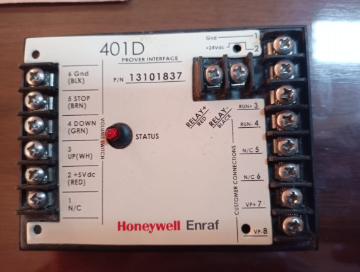 401D
PROVER INTERFACE
P/N 13101837
Gnd 1
+24Vdc 2
6 Gnd
(BLK)
5 STOP
(BRN)
4 DOWN
(GRN)
3
UP(WH)
2 +5Vdc
(RED)
1
N/C
VOLUME SWITCH
STATUS
RELAY+
RED
RELAY-
BLACK
CUSTOMER CONNECTIONS
RUN+ 3
RUN- 4
N/C 5
N/C 6
VP+ 7
VP- 8
Honeywell Enraf